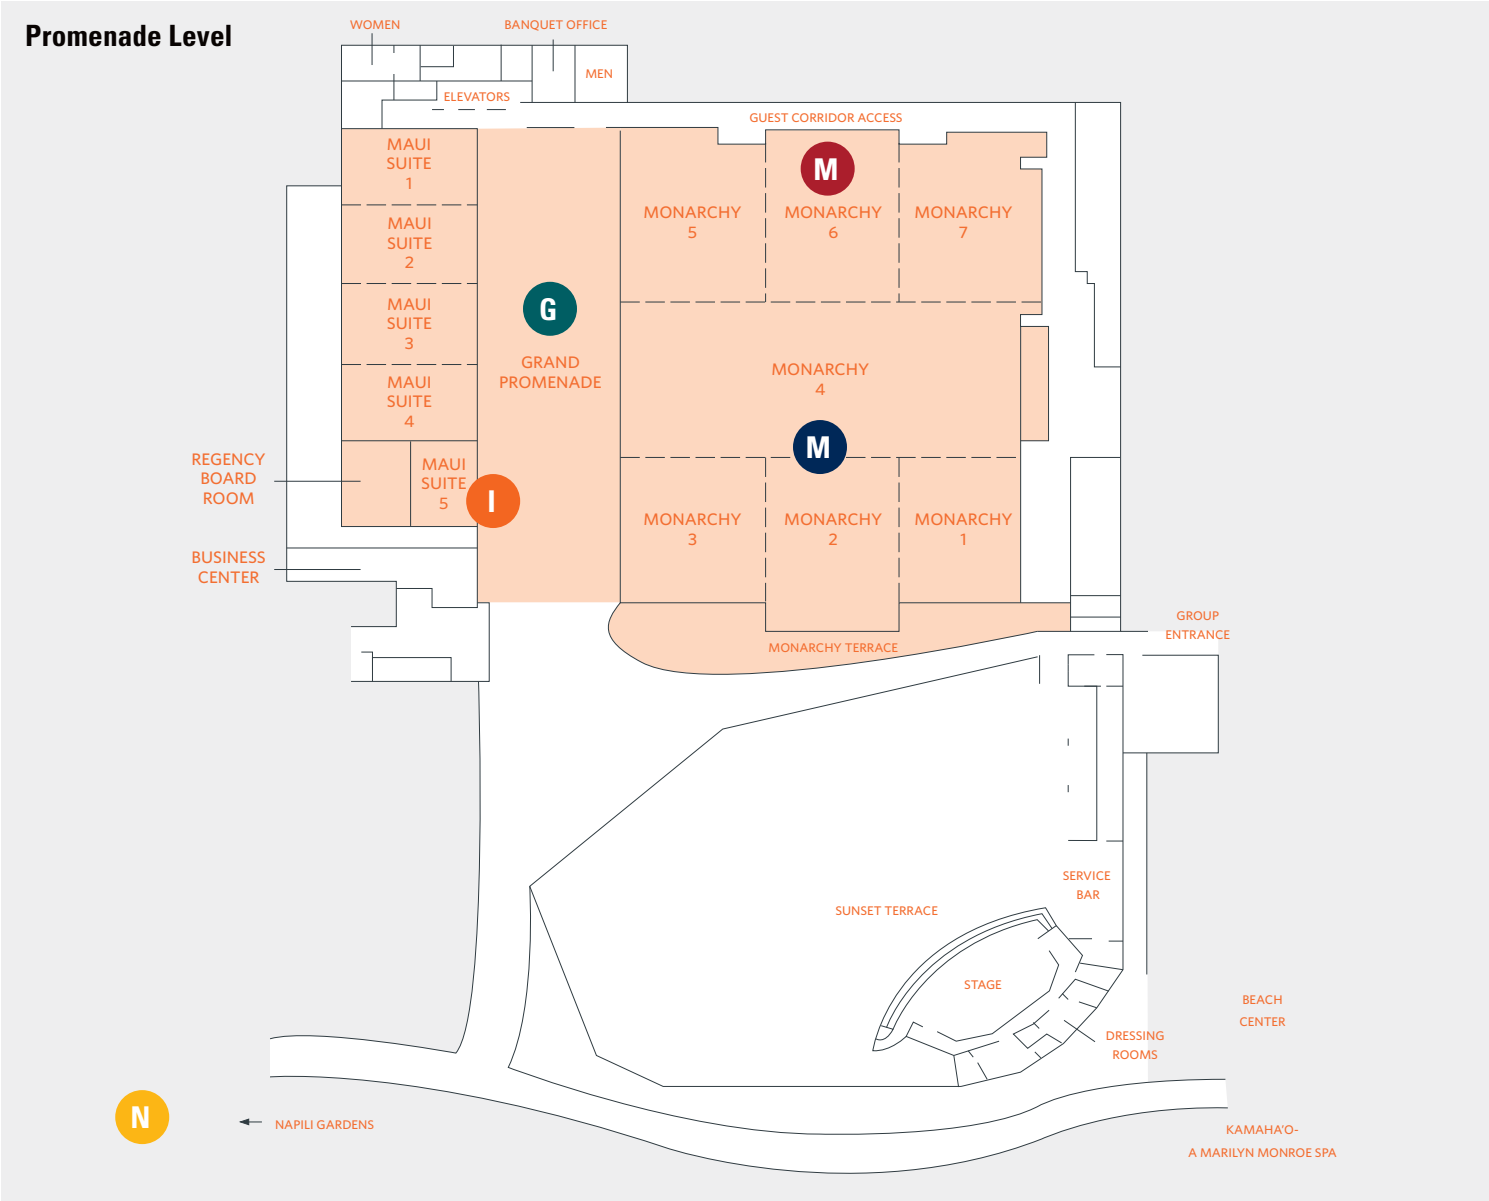 Promenade Level
WOMEN
BANQUET OFFICE
MEN
ELEVATORS
GUEST CORRIDOR ACCESS
MAUI
SUITE
1
MAUI
SUITE
2
MAUI
SUITE
3
MAUI
SUITE
4
MAUI
SUITE
5
REGENCY
BOARD
ROOM
BUSINESS
CENTER
G
GRAND
PROMENADE
I
MONARCHY
5
M
MONARCHY
6
MONARCHY
7
MONARCHY
4
M
MONARCHY
3
MONARCHY
2
MONARCHY
1
MONARCHY TERRACE
GROUP
ENTRANCE
SERVICE
BAR
SUNSET TERRACE
STAGE
DRESSING
ROOMS
BEACH
CENTER
N
NAPILI GARDENS
KAMAHA'O-
A MARILYN MONROE SPA